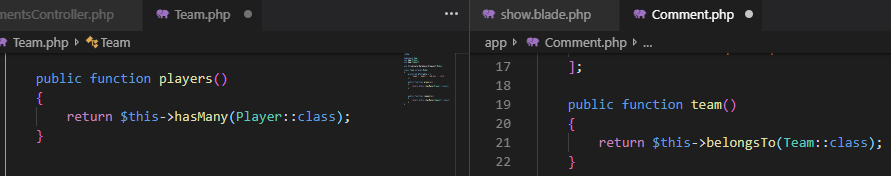 mentsController.php
Team.php
...
Team.php > Team
public function players()
{
return $this->hasMany(Player::class);
}
show.blade.php
Comment.php
app > Comment.php > ...
17 ];
18
19 public function team()
20 {
21 return $this->belongsTo(Team::class);
22 }